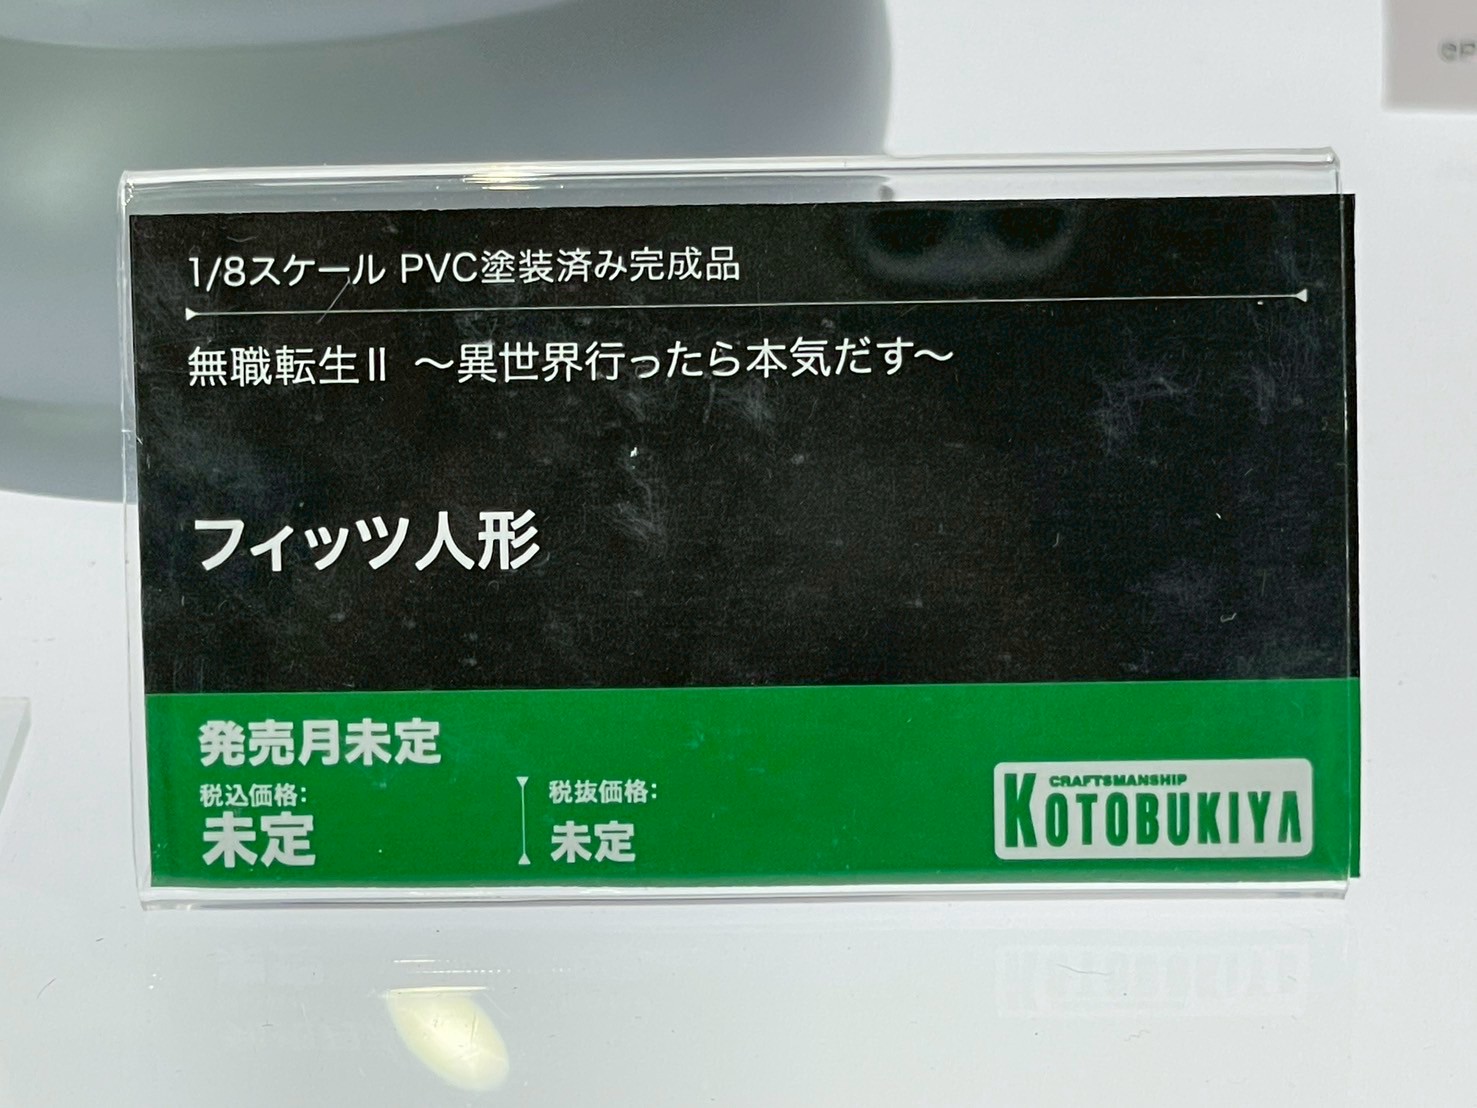 1/8スケール PVC塗装済み完成品
無職転生Ⅱ ～異世界行ったら本気だす～
フィッツ人形
発売月未定
税込価格:
未定
税抜価格:
未定
CRAFTSMANSHIP
KOTOBUKIYA